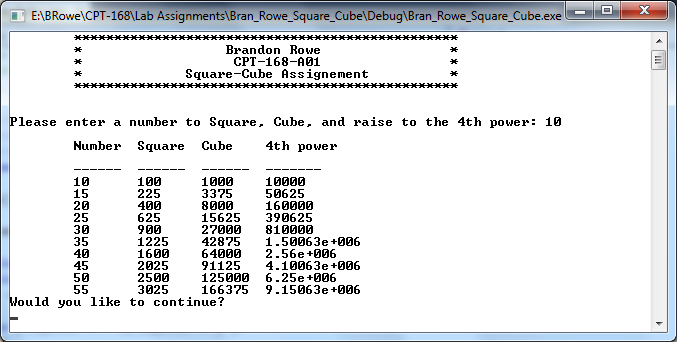 E:\BRowe\CPT-168\Lab Assignments\Bran_Rowe_Square_Cube\Debug\Bran_Rowe_Square_Cube.exe
************************************************
* Brandon Rowe *
* CPT-168-A01 *
* Square-Cube Assignement *
************************************************
Please enter a number to Square, Cube, and raise to the 4th power: 10
Number Square Cube 4th power
------ ------ ------ -------
10 100 1000 10000
15 225 3375 50625
20 400 8000 160000
25 625 15625 390625
30 900 27000 810000
35 1225 42875 1.50063e+006
40 1600 64000 2.56e+006
45 2025 91125 4.10063e+006
50 2500 125000 6.25e+006
55 3025 166375 9.15063e+006
Would you like to continue?
_